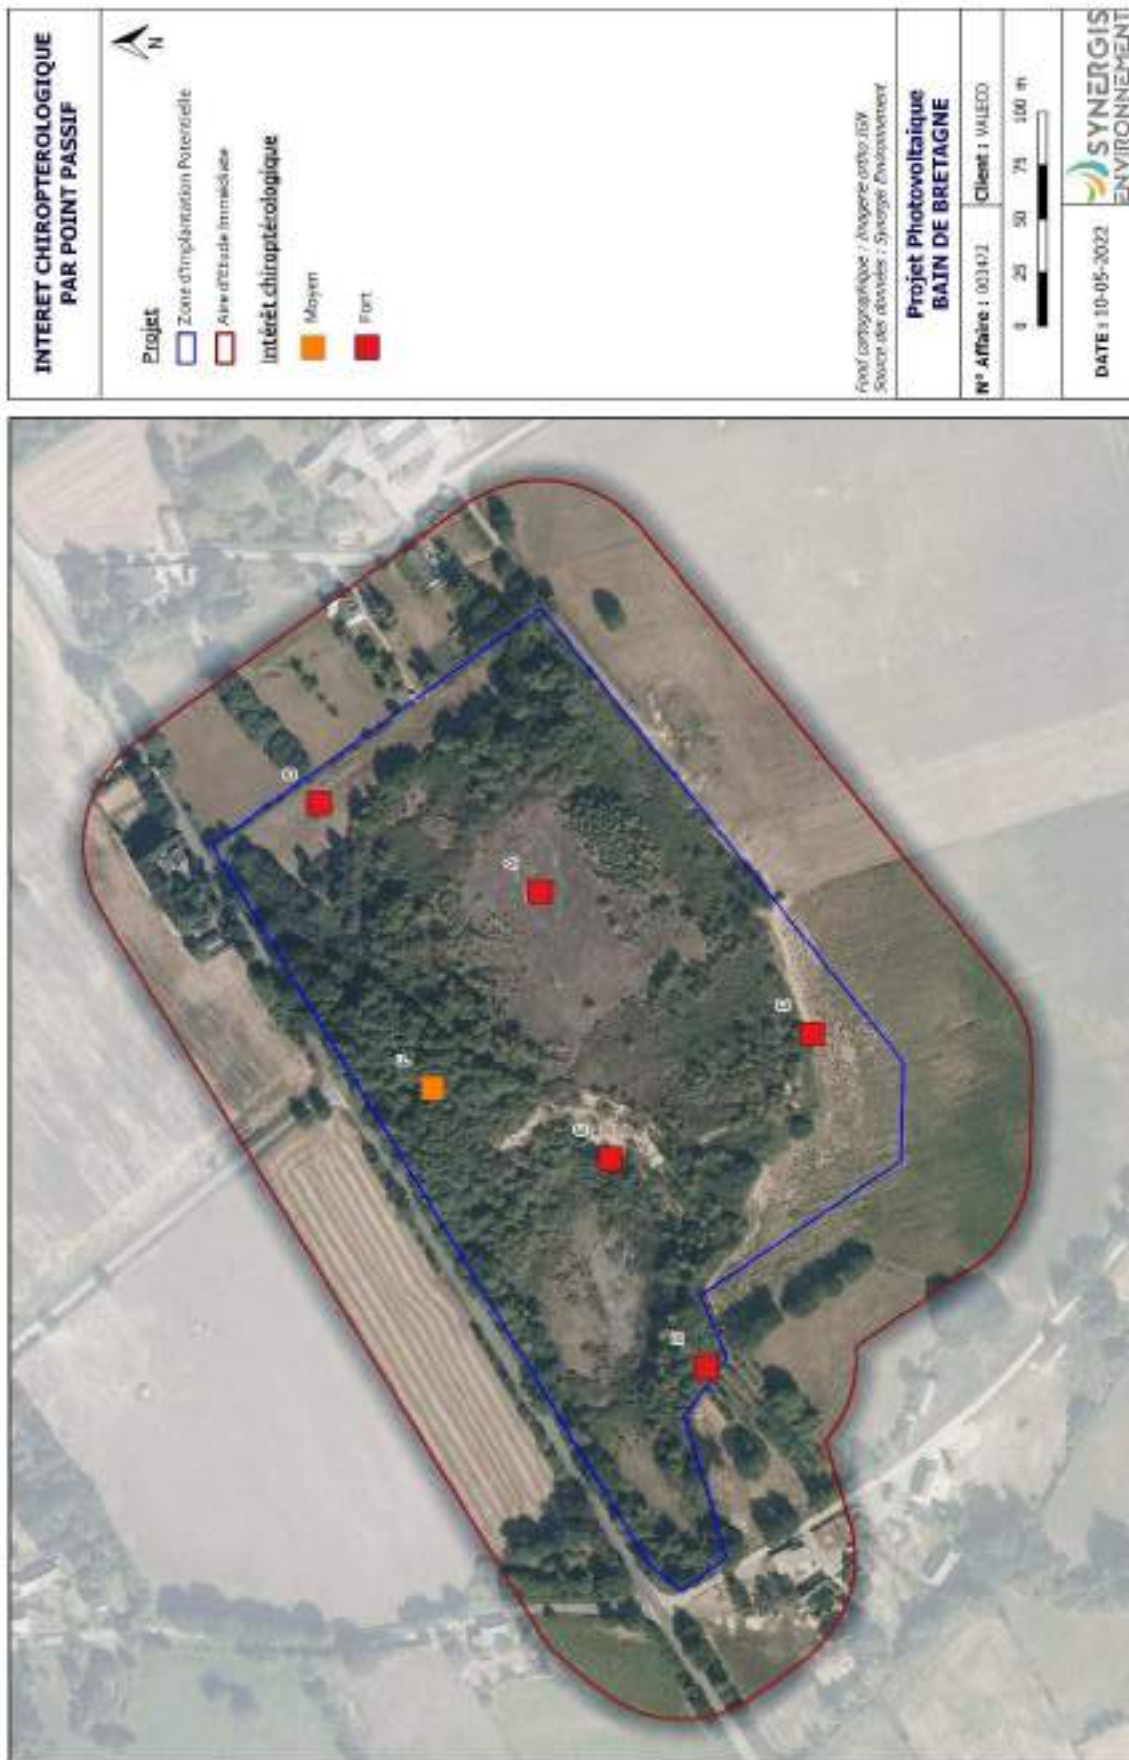 INTERET CHIROPTEROLOGIQUE
PAR POINT PASSIF
N
Projet
Zone d'Implantation Potentielle
Aire d'Etude Immédiate
Intérêt chiroptérologique
Moyen
Fort
Fond cartographique : Imagerie ortho IGN
Source des données : Synergis Environnement
Projet Photovoltaique
BAIN DE BRETAGNE
N° Affaire : 003472
Client : VALECO
0 25 50 75 100 m
DATE : 10-05-2022
SYNERGIS
ENVIRONNEMENT